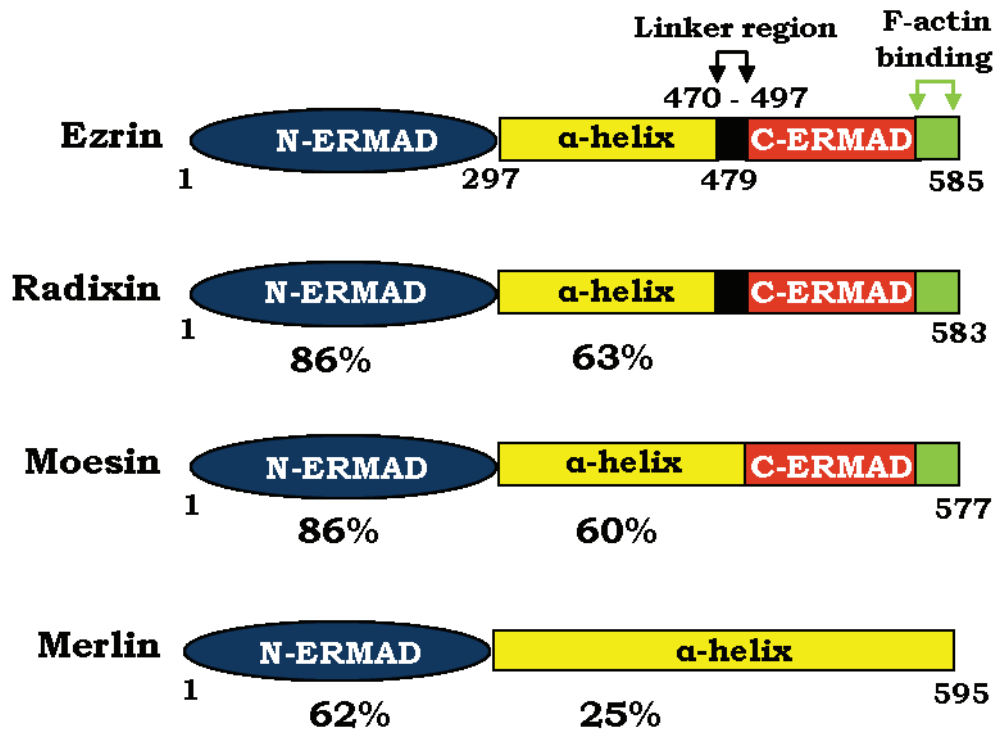 Linker region
F-actin
binding
470 - 497
Ezrin
N-ERMAD
α-helix
C-ERMAD
1
297
479
585
Radixin
N-ERMAD
α-helix
C-ERMAD
1
583
86%
63%
Moesin
N-ERMAD
α-helix
C-ERMAD
1
577
86%
60%
Merlin
N-ERMAD
α-helix
1
595
62%
25%